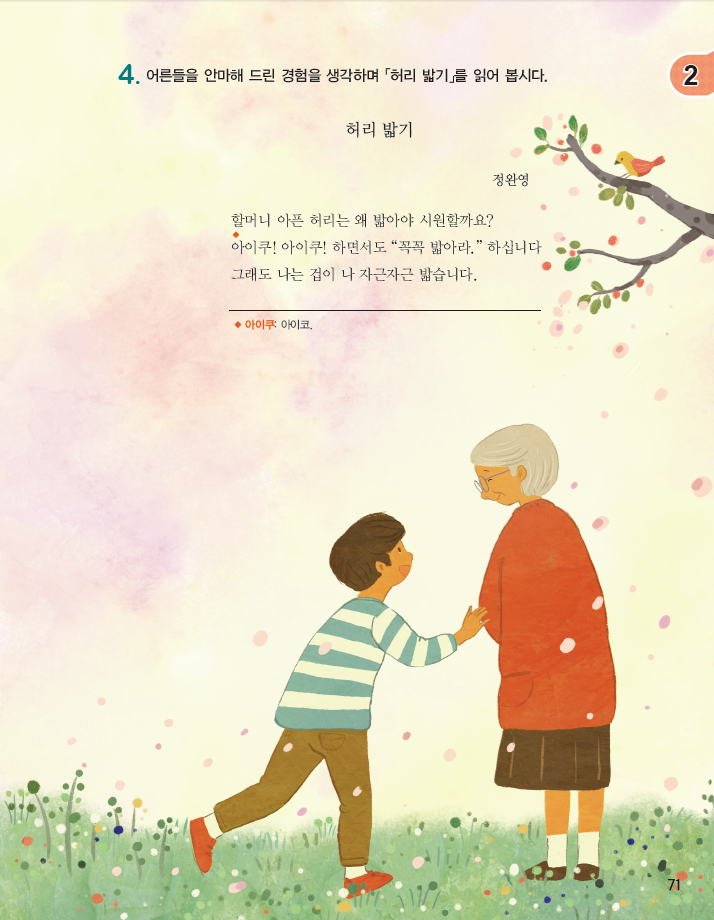 4. 어른들을 안마해 드린 경험을 생각하며 「허리 밟기」를 읽어 봅시다.
2
허리 밟기
정완영
할머니 아픈 허리는 왜 밟아야 시원할까요?
아이쿠! 아이쿠! 하면서도 “꼭꼭 밟아라.” 하십니다
그래도 나는 겁이 나 자근자근 밟습니다.
◆ 아이쿠: 아이코.
71